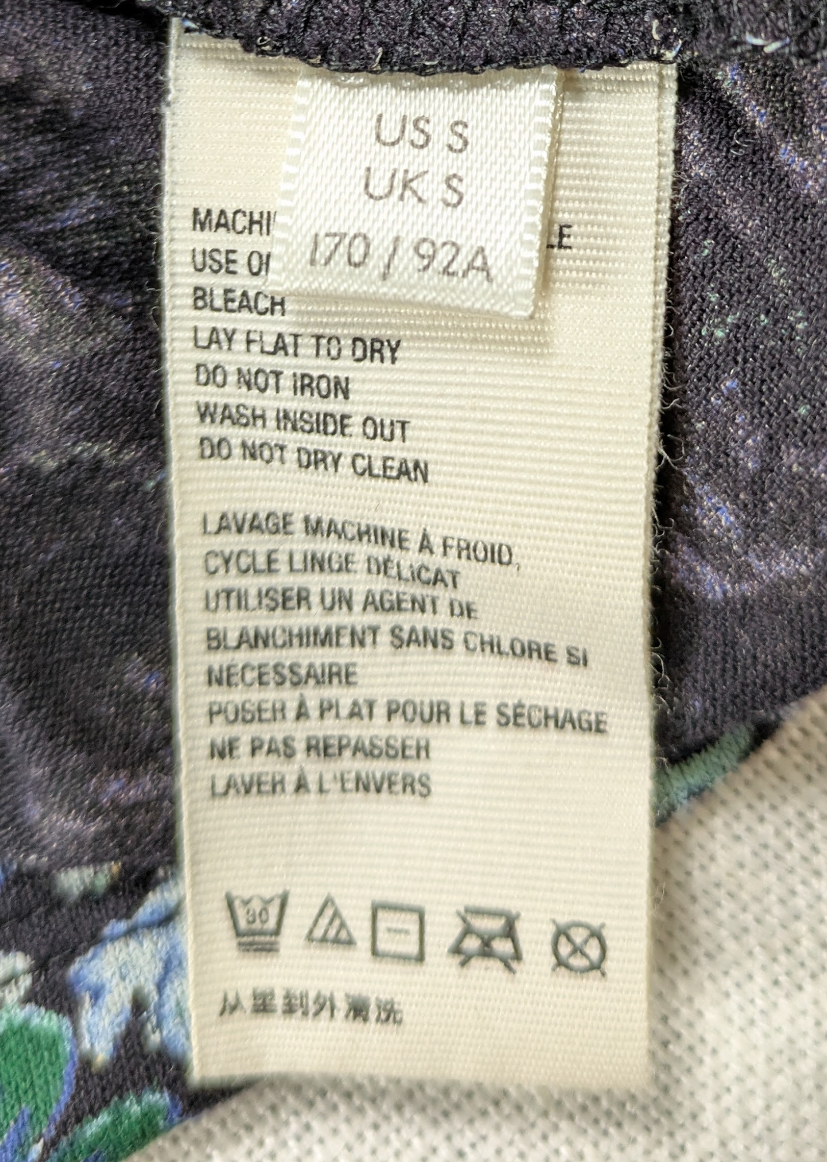 US S
UK S
170 / 92A
MACHI
LE
USE O
BLEACH
LAY FLAT TO DRY
DO NOT IRON
WASH INSIDE OUT
DO NOT DRY CLEAN
LAVAGE MACHINE À FROID,
CYCLE LINGE DÉLICAT
UTILISER UN AGENT DE
BLANCHIMENT SANS CHLORE SI
NÉCESSAIRE
POSER À PLAT POUR LE SÉCHAGE
NE PAS REPASSER
LAVER À L'ENVERS
30
从里到外清洗